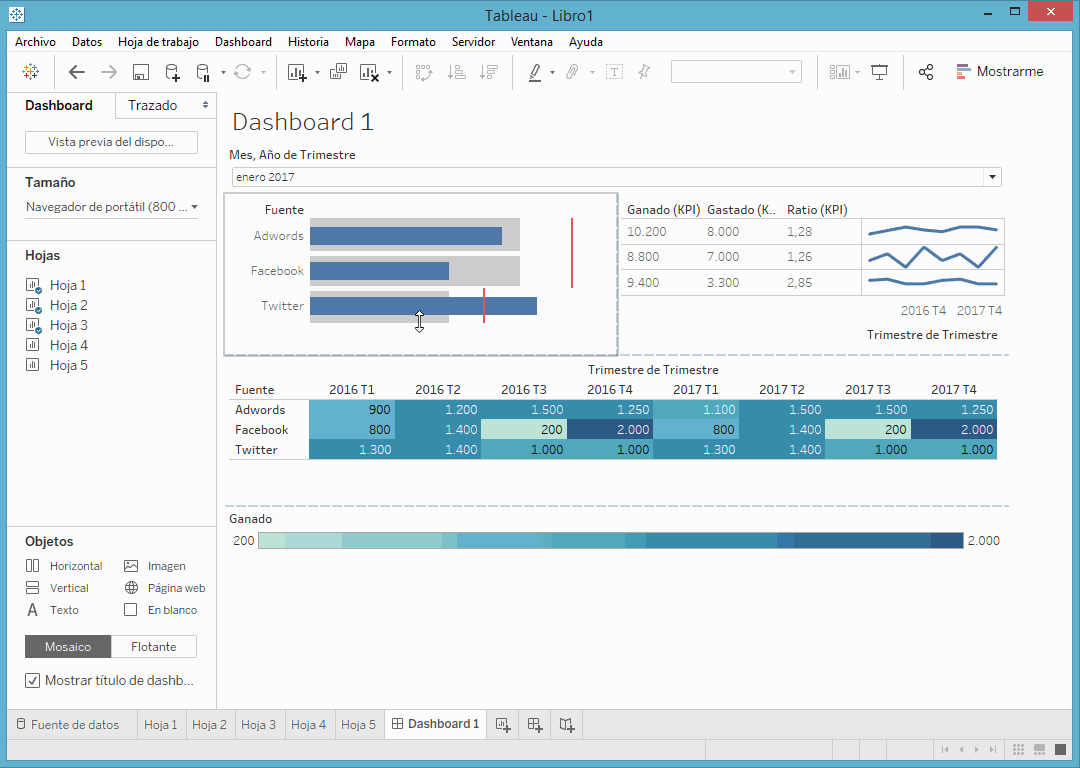 Tableau - Libro1
Archivo Datos Hoja de trabajo Dashboard Historia Mapa Formato Servidor Ventana Ayuda
Mostrarme
Dashboard Trazado
Vista previa del dispo...
Tamaño
Navegador de portátil (800 ...
Hojas
Hoja 1
Hoja 2
Hoja 3
Hoja 4
Hoja 5
Objetos
Horizontal Imagen
Vertical Página web
A Texto En blanco
Mosaico Flotante
Mostrar título de dashb...
Dashboard 1
Mes, Año de Trimestre
enero 2017
Fuente
Adwords
Facebook
Twitter
Ganado (KPI) Gastado (K.. Ratio (KPI)
10.200 8.000 1,28
8.800 7.000 1,26
9.400 3.300 2,85
2016 T4 2017 T4
Trimestre de Trimestre
Trimestre de Trimestre
Fuente 2016 T1 2016 T2 2016 T3 2016 T4 2017 T1 2017 T2 2017 T3 2017 T4
Adwords 900 1.200 1.500 1.250 1.100 1.500 1.500 1.250
Facebook 800 1.400 200 2.000 800 1.400 200 2.000
Twitter 1.300 1.400 1.000 1.000 1.300 1.400 1.000 1.000
Ganado
200 2.000
Fuente de datos Hoja 1 Hoja 2 Hoja 3 Hoja 4 Hoja 5 Dashboard 1